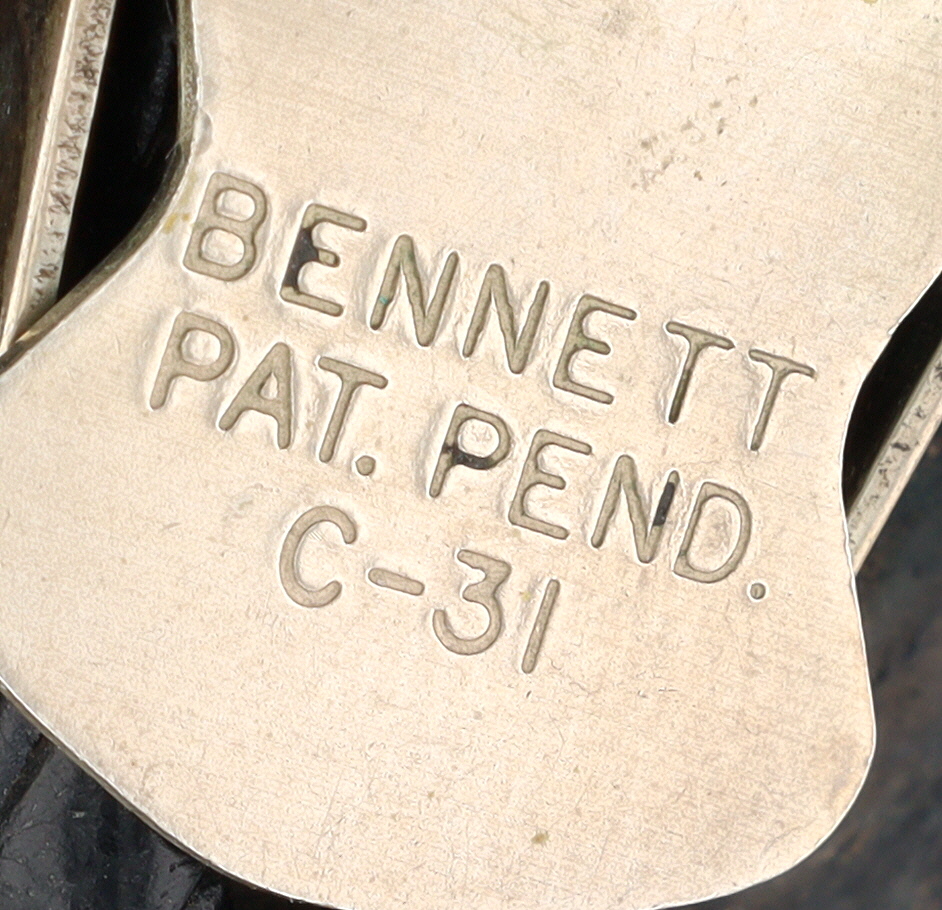 BENNETT
PAT. PEND.
C-31